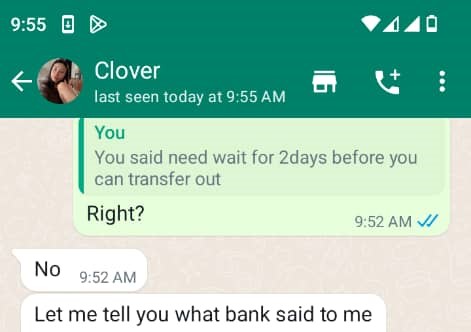 9:55
Clover
last seen today at 9:55 AM
You
You said need wait for 2days before you
can transfer out
Right?
9:52 AM
No
9:52 AM
Let me tell you what bank said to me